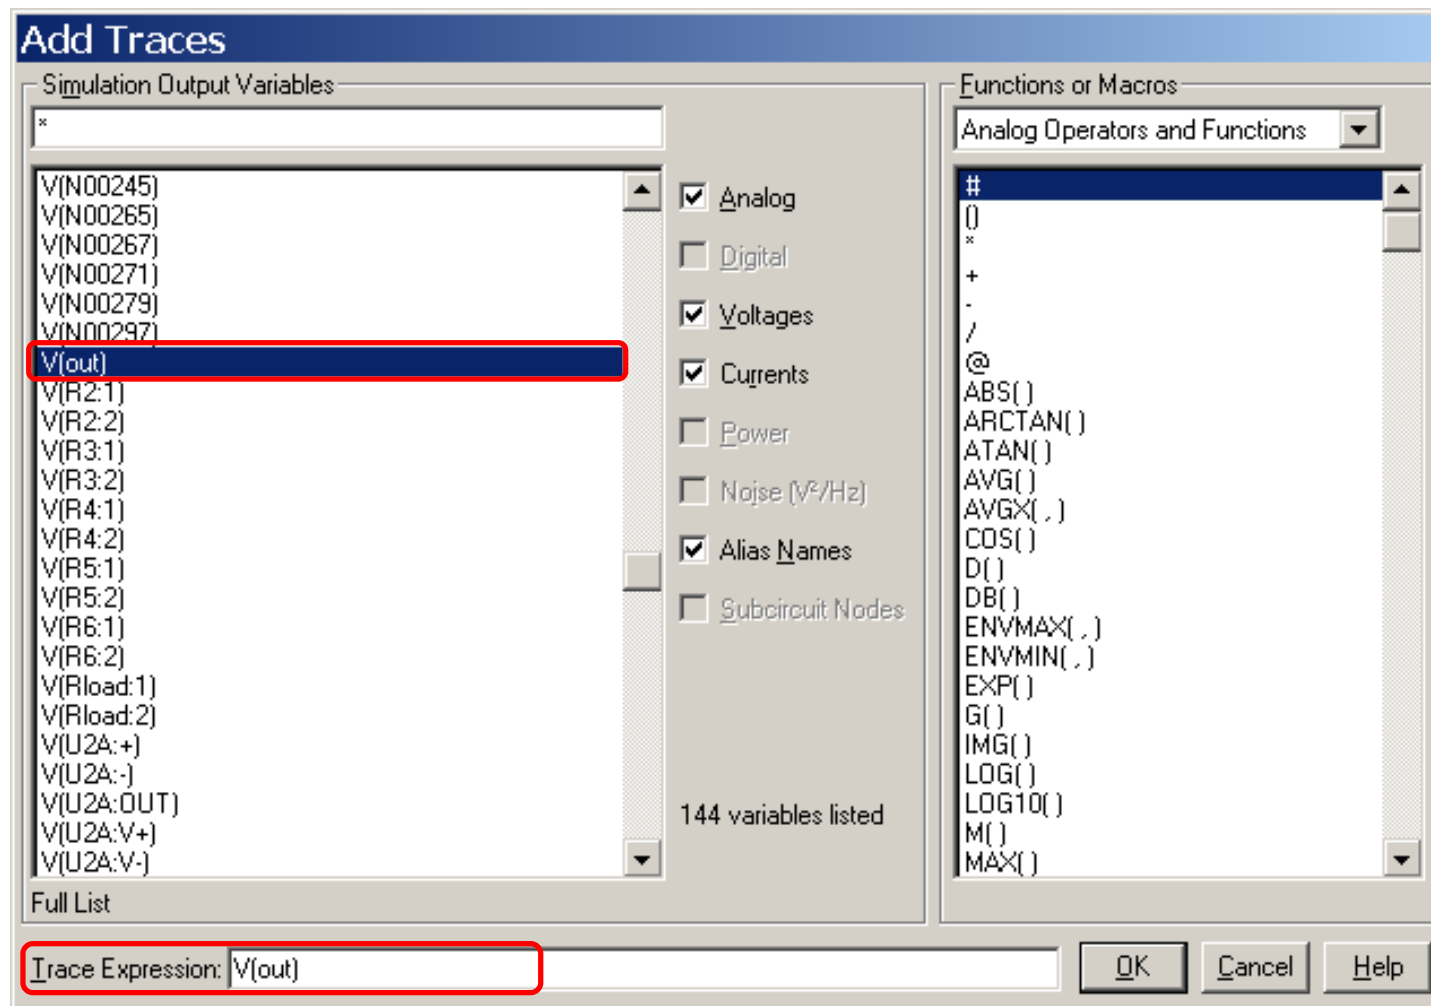 Add Traces
Simulation Output Variables
*
V(N00245)
V(N00265)
V(N00267)
V(N00271)
V(N00279)
V(N00297)
V(out)
V(R2:1)
V(R2:2)
V(R3:1)
V(R3:2)
V(R4:1)
V(R4:2)
V(R5:1)
V(R5:2)
V(R6:1)
V(R6:2)
V(Rload:1)
V(Rload:2)
V(U2A:+)
V(U2A:-)
V(U2A:OUT)
V(U2A:V+)
V(U2A:V-)
Full List
Analog
Digital
Voltages
Currents
Power
Noise (V²/Hz)
Alias Names
Subcircuit Nodes
144 variables listed
Functions or Macros
Analog Operators and Functions
#
()
*
+
-
/
@
ABS( )
ARCTAN( )
ATAN( )
AVG( )
AVGX( , )
COS( )
D( )
DB( )
ENVMAX( , )
ENVMIN( , )
EXP( )
G( )
IMG( )
LOG( )
LOG10( )
M( )
MAX( )
Trace Expression: V(out)
OK
Cancel
Help